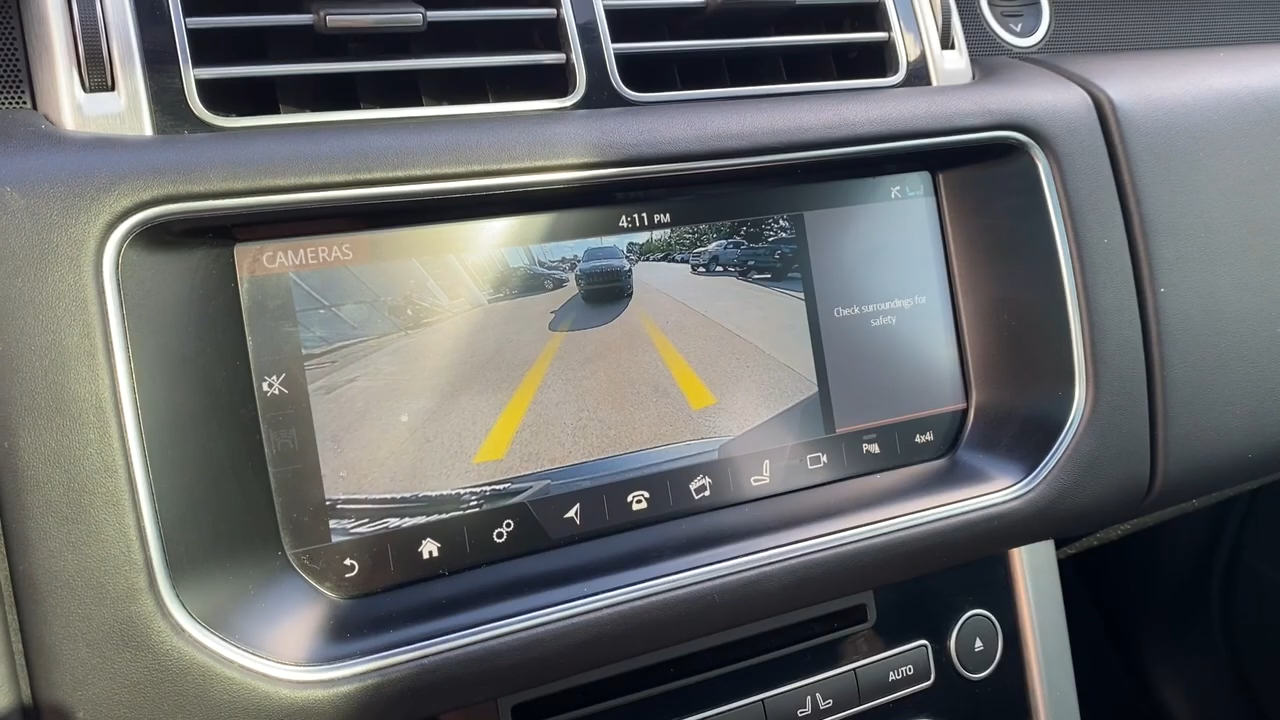 4:11 PM
CAMERAS
Check surroundings for
safety
4x4i
AUTO